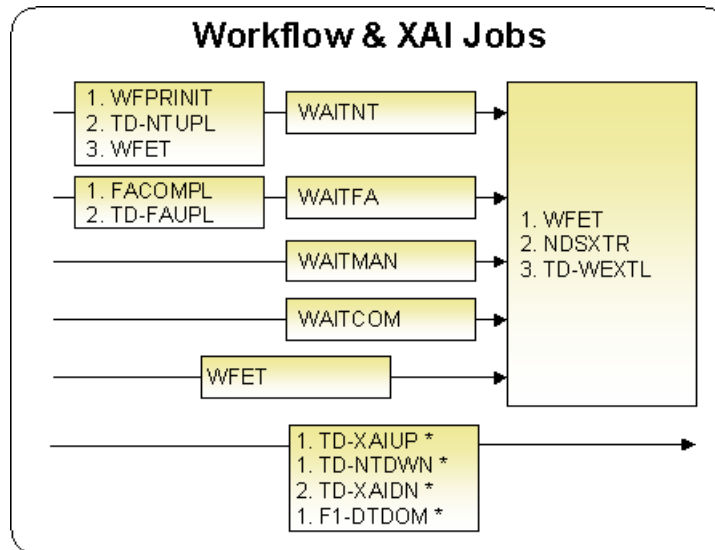 Workflow & XAI Jobs
1. WFPRINIT
2. TD-NTUPL
3. WFET
WAITNT
1. FACOMPL
2. TD-FAUPL
WAITFA
WAITMAN
WAITCOM
WFET
1. WFET
2. NDSXTR
3. TD-WEXTL
1. TD-XAIUP *
1. TD-NTDWN *
2. TD-XAIDN *
1. F1-DTDOM *